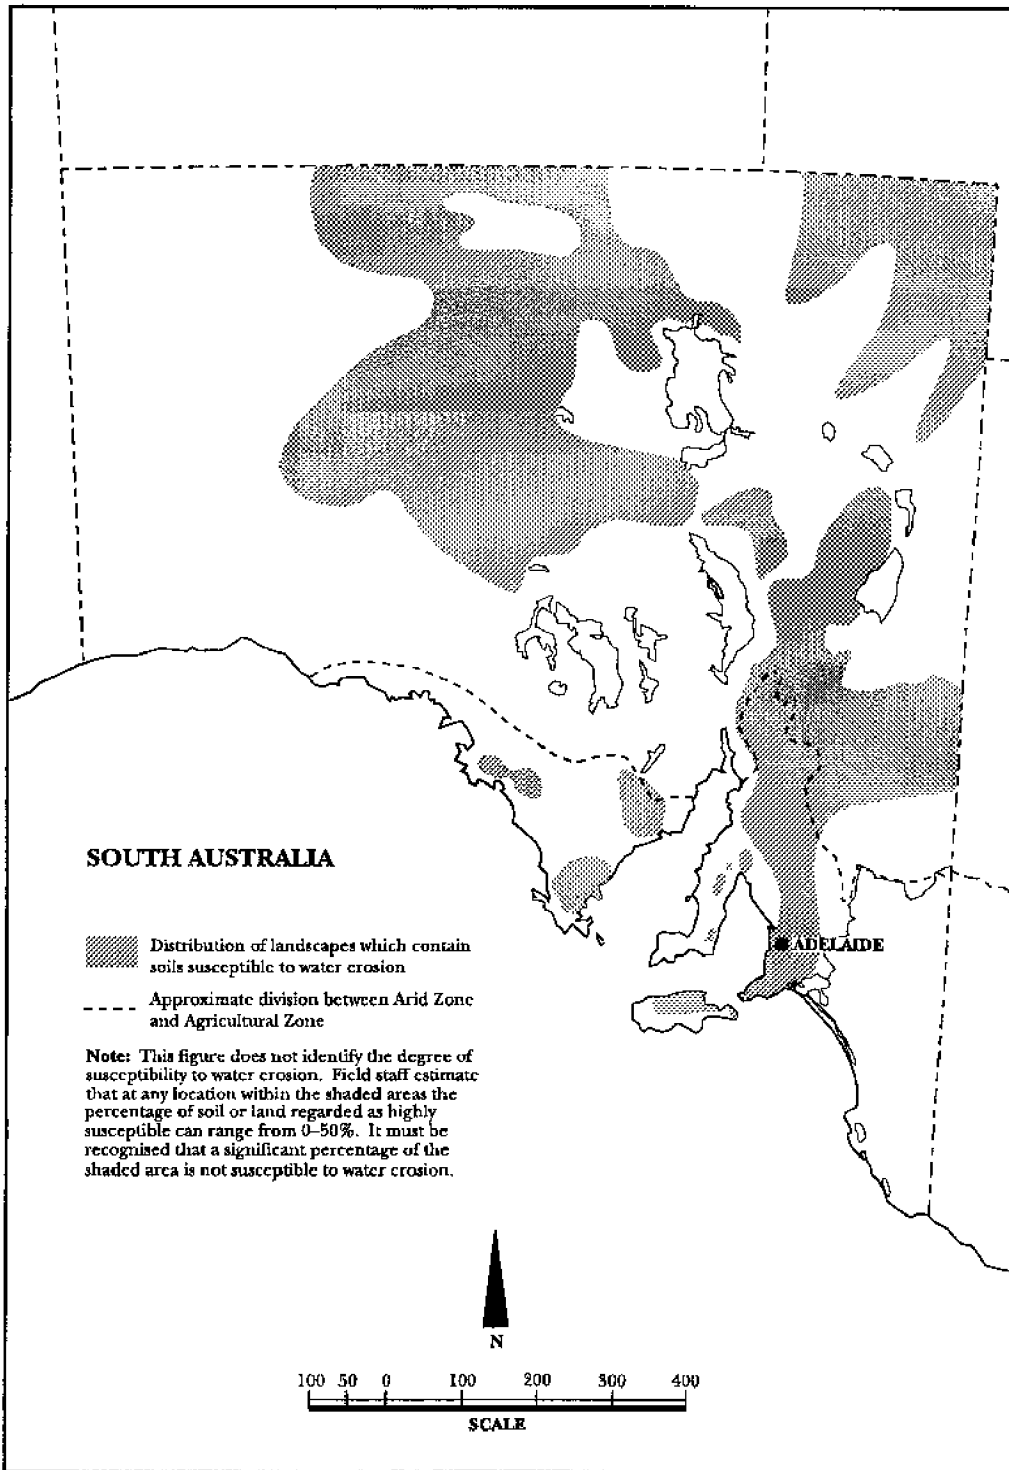 ADELAIDE
SOUTH AUSTRALIA
Distribution of landscapes which contain
soils susceptible to water erosion
Approximate division between Arid Zone
and Agricultural Zone
Note: This figure does not identify the degree of
susceptibility to water erosion. Field staff estimate
that at any location within the shaded areas the
percentage of soil or land regarded as highly
susceptible can range from 0–50%. It must be
recognised that a significant percentage of the
shaded area is not susceptible to water erosion.
N
100 50 0 100 200 300 400
SCALE